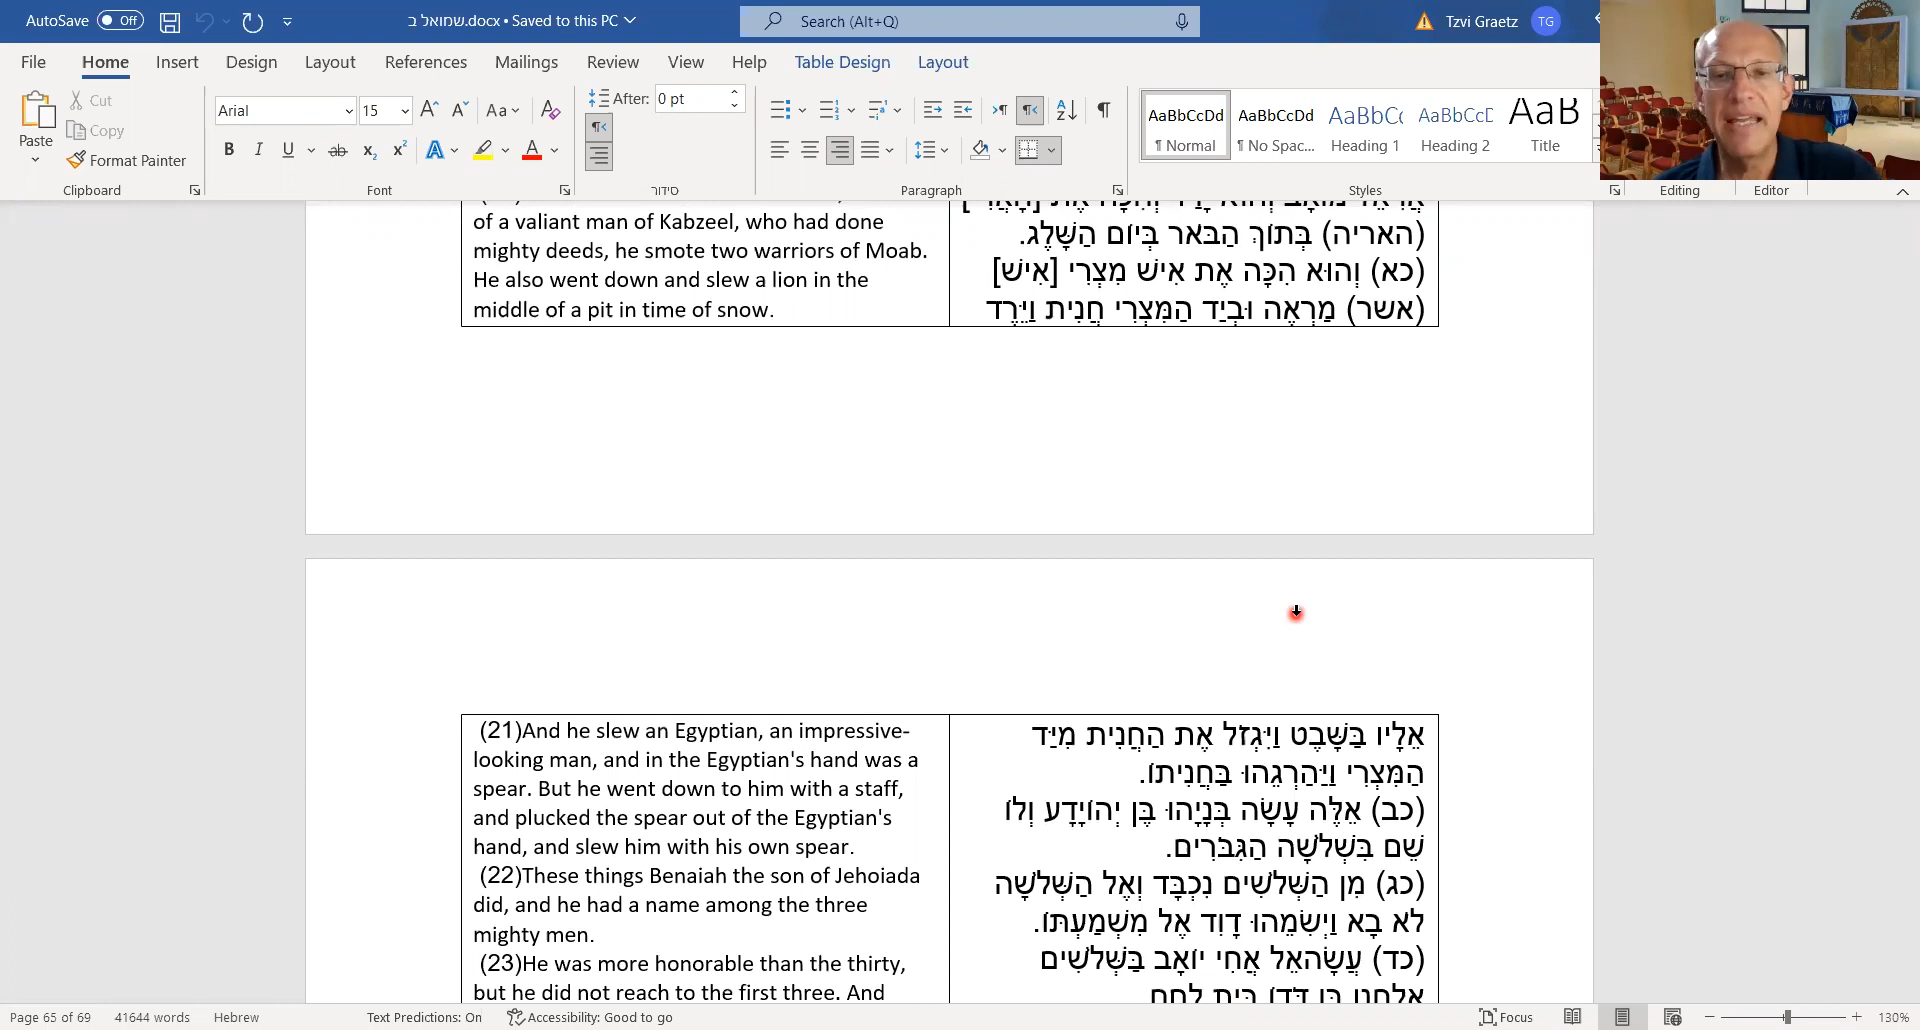 AutoSave Off
שמואל ב.docx • Saved to this PC
Search (Alt+Q)
Tzvi Graetz TG
File Home Insert Design Layout References Mailings Review View Help Table Design Layout
Paste
Cut
Copy
Format Painter
Clipboard
Arial 15
Aa
B I U ab x₂ x² A A
Font
After: 0 pt
סידור
Paragraph
AaBbCcDd
¶ Normal
AaBbCcDd
¶ No Spac...
AaBbCc
Heading 1
AaBbCcD
Heading 2
AaB
Title
Styles
Editing
Editor
of a valiant man of Kabzeel, who had done
mighty deeds, he smote two warriors of Moab.
He also went down and slew a lion in the
middle of a pit in time of snow.
(האריה) בְּתוֹךְ הַבֹּאר בְּיוֹם הַשָּׁלֶג.
(כא) וְהוּא הִכָּה אֶת אִישׁ מִצְרִי [אִישׁ]
(אשר) מַרְאֶה וּבְיַד הַמִּצְרִי חֲנִית וַיֵּרֶד
(21)And he slew an Egyptian, an impressive-
looking man, and in the Egyptian's hand was a
spear. But he went down to him with a staff,
and plucked the spear out of the Egyptian's
hand, and slew him with his own spear.
(22)These things Benaiah the son of Jehoiada
did, and he had a name among the three
mighty men.
(23)He was more honorable than the thirty,
but he did not reach to the first three. And
אֵלָיו בַּשָּׁבֶט וַיִּגְזֹל אֶת הַחֲנִית מִיַּד
הַמִּצְרִי וַיַּהַרְגֵהוּ בַּחֲנִיתוֹ.
(כב) אֵלֶּה עָשָׂה בְּנָיָהוּ בֶּן יְהוֹיָדָע וְלוֹ
שֵׁם בִּשְׁלֹשָׁה הַגִּבֹּרִים.
(כג) מִן הַשְּׁלֹשִׁים נִכְבָּד וְאֶל הַשְּׁלֹשָׁה
לֹא בָא וַיְשִׂמֵהוּ דָוִד אֶל מִשְׁמַעְתּוֹ.
(כד) עֲשָׂהאֵל אֲחִי יוֹאָב בַּשְּׁלֹשִׁים
אֶלְחָנָן בֶּן דֹּדוֹ בֵּית לָחֶם
Page 65 of 69 41644 words Hebrew Text Predictions: On Accessibility: Good to go Focus 130%